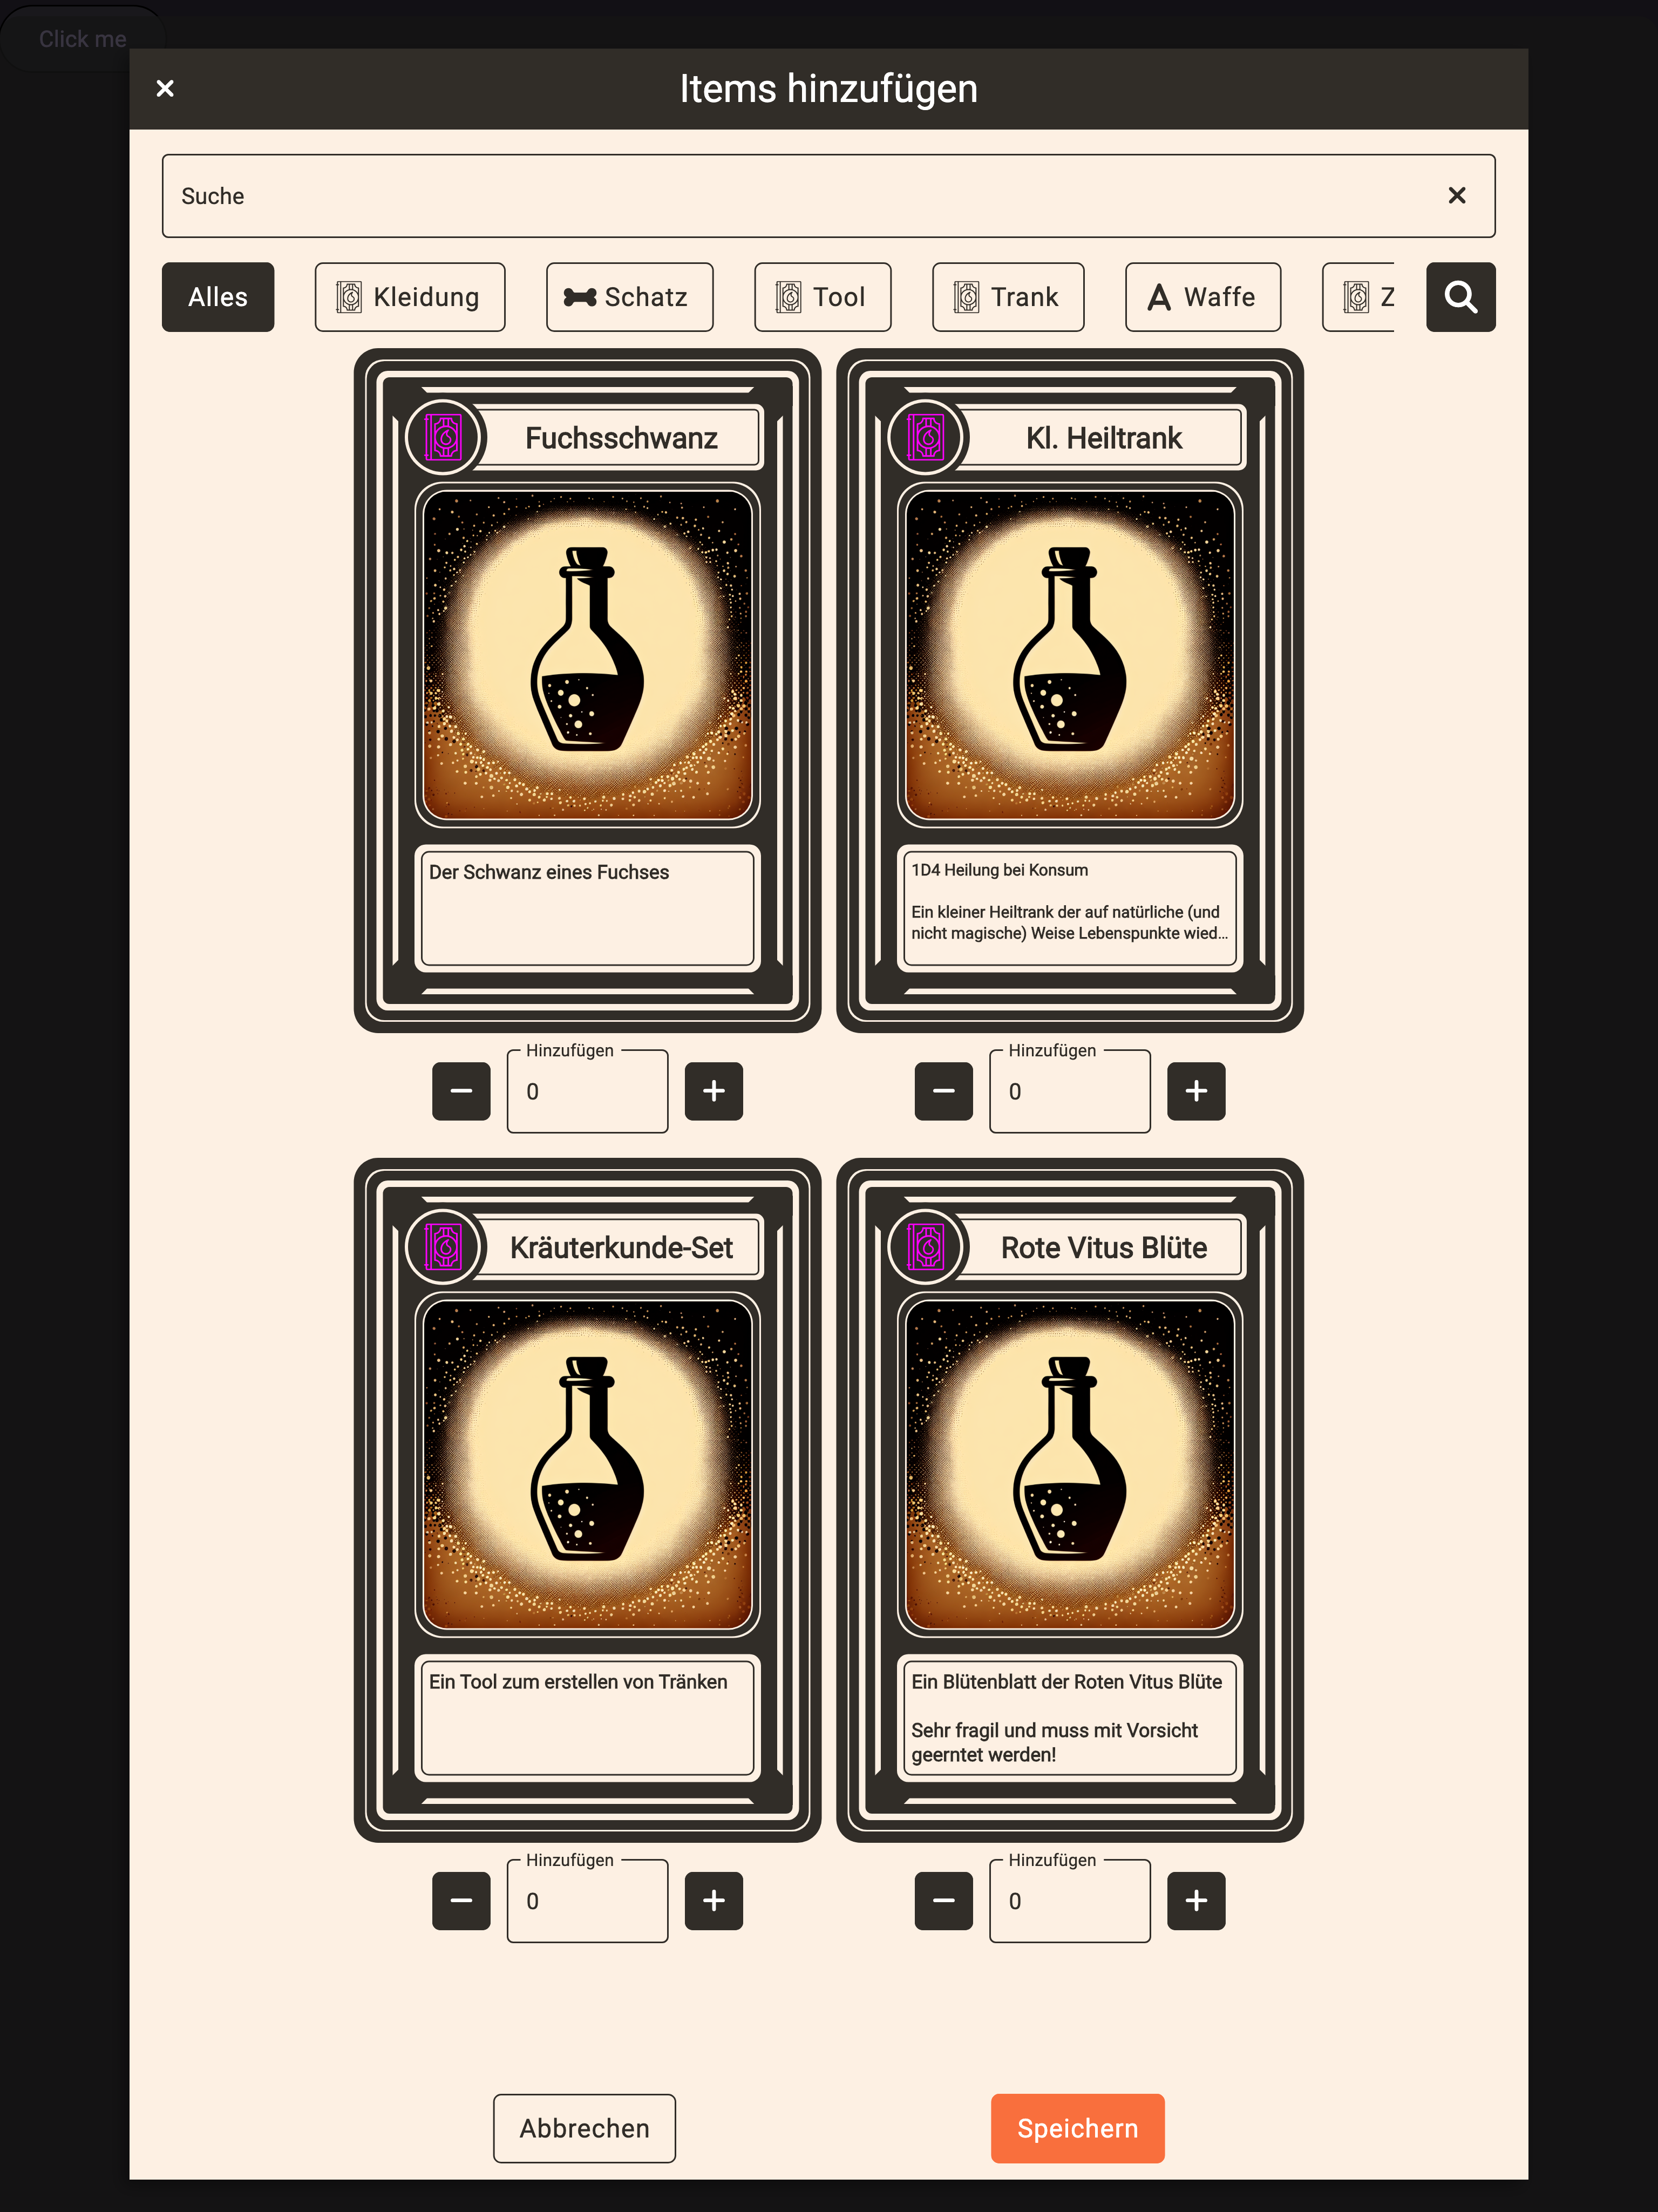 Click me
Items hinzufügen
Suche
Alles
Kleidung
Schatz
Tool
Trank
Waffe
Z
Fuchsschwanz
Kl. Heiltrank
Der Schwanz eines Fuchses
1D4 Heilung bei Konsum
Ein kleiner Heiltrank der auf natürliche (und
nicht magische) Weise Lebenspunkte wied...
Hinzufügen
0
Hinzufügen
0
Kräuterkunde-Set
Rote Vitus Blüte
Ein Tool zum erstellen von Tränken
Ein Blütenblatt der Roten Vitus Blüte
Sehr fragil und muss mit Vorsicht
geerntet werden!
Hinzufügen
0
Hinzufügen
0
Abbrechen
Speichern